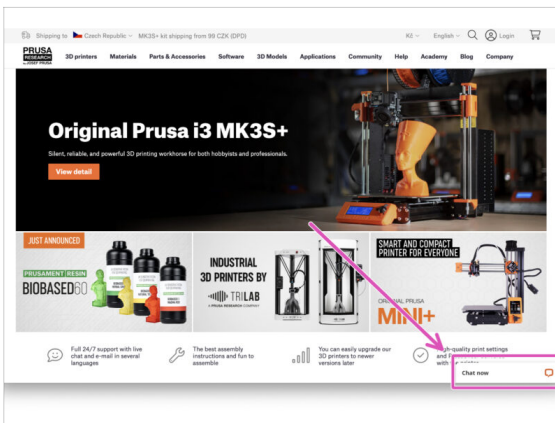 Shipping to Czech Republic MK3S+ kit shipping from 99 CZK (DPD) Kč English Login
PRUSA
RESEARCH
by JOSEF PRUSA
3D printers Materials Parts & Accessories Software 3D Models Applications Community Help Academy Blog Company
Original Prusa i3 MK3S+
Silent, reliable, and powerful 3D printing workhorse for both hobbyists and professionals.
View detail
JUST ANNOUNCED
PRUSAMENT RESIN
BIOBASED60
INDUSTRIAL
3D PRINTERS BY
TRILAB
A PRUSA RESEARCH COMPANY
SMART AND COMPACT
PRINTER FOR EVERYONE
ORIGINAL PRUSA
MINI+
Full 24/7 support with live
chat and e-mail in several
languages
The best assembly
instructions and fun to
assemble
You can easily upgrade our
3D printers to newer
versions later
High-quality print settings
and
with
Chat now